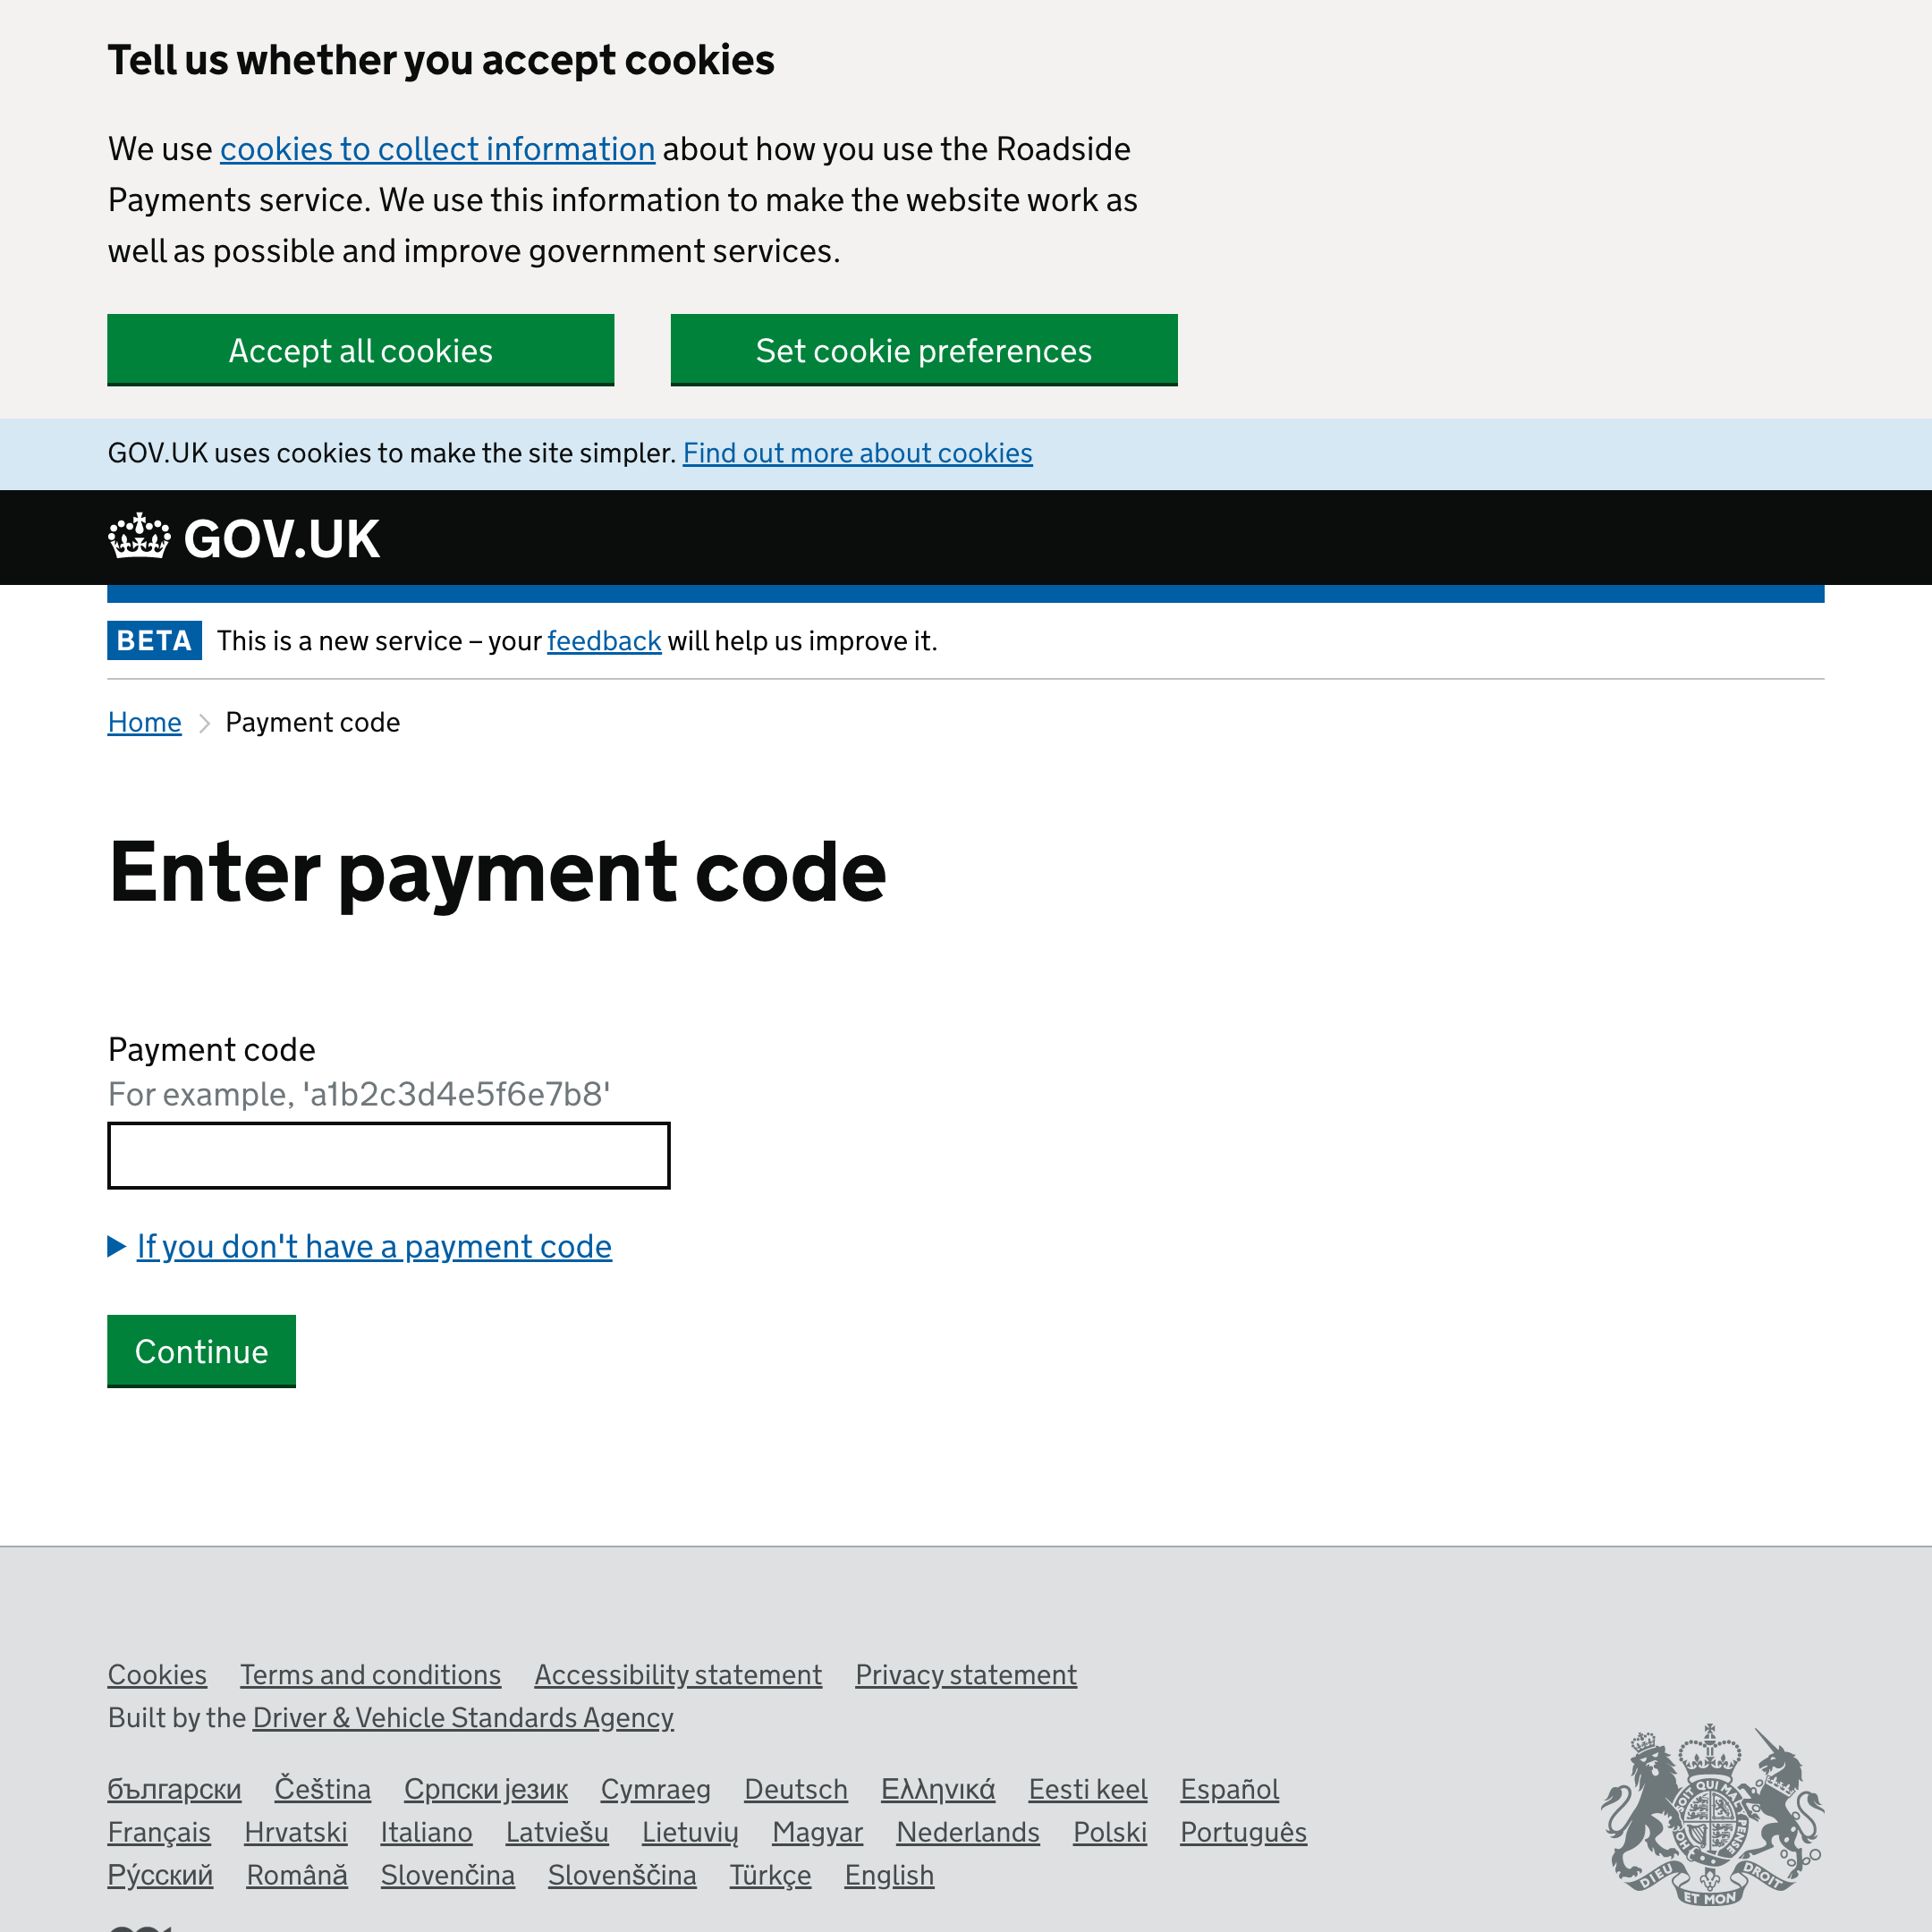 Tell us whether you accept cookies
We use cookies to collect information about how you use the Roadside
Payments service. We use this information to make the website work as
well as possible and improve government services.
Accept all cookies
Set cookie preferences
GOV.UK uses cookies to make the site simpler. Find out more about cookies
GOV.UK
BETA This is a new service – your feedback will help us improve it.
Home Payment code
Enter payment code
Payment code
For example, 'a1b2c3d4e5f6e7b8'
If you don't have a payment code
Continue
Cookies Terms and conditions Accessibility statement Privacy statement
Built by the Driver & Vehicle Standards Agency
български Čeština Српски језик Cymraeg Deutsch Ελληνικά Eesti keel Español
Français Hrvatski Italiano Latviešu Lietuvių Magyar Nederlands Polski Português
Ру́сский Română Slovenčina Slovenščina Türkçe English
DIEU ET MON DROIT